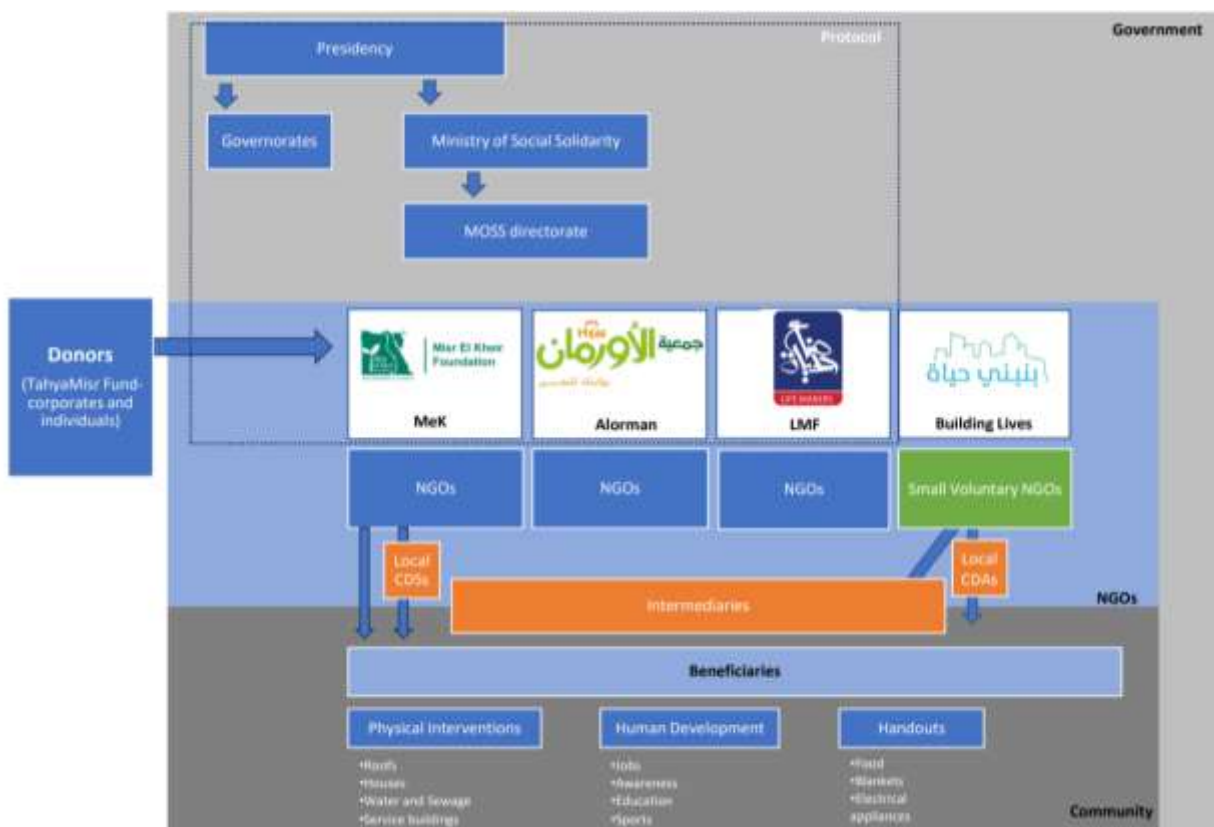 Government
Protocol
Presidency
Governorates
Ministry of Social Solidarity
MOSS directorate
Donors
(TahyaMisr Fund-
corporates and
individuals)
Misr El Kheir
Foundation
MeK
جمعية الأورمان
Alorman
LIFE MAKERS
LMF
بنبني حياة
Building Lives
NGOs
NGOs
NGOs
Small Voluntary NGOs
Local
CDSs
Local
CDAs
Intermediaries
NGOs
Beneficiaries
Physical Interventions
•Roofs
•Houses
•Water and Sewage
•Service buildings
Human Development
•Jobs
•Awareness
•Education
•Sports
Handouts
•Food
•Blankets
•Electrical
appliances
Community